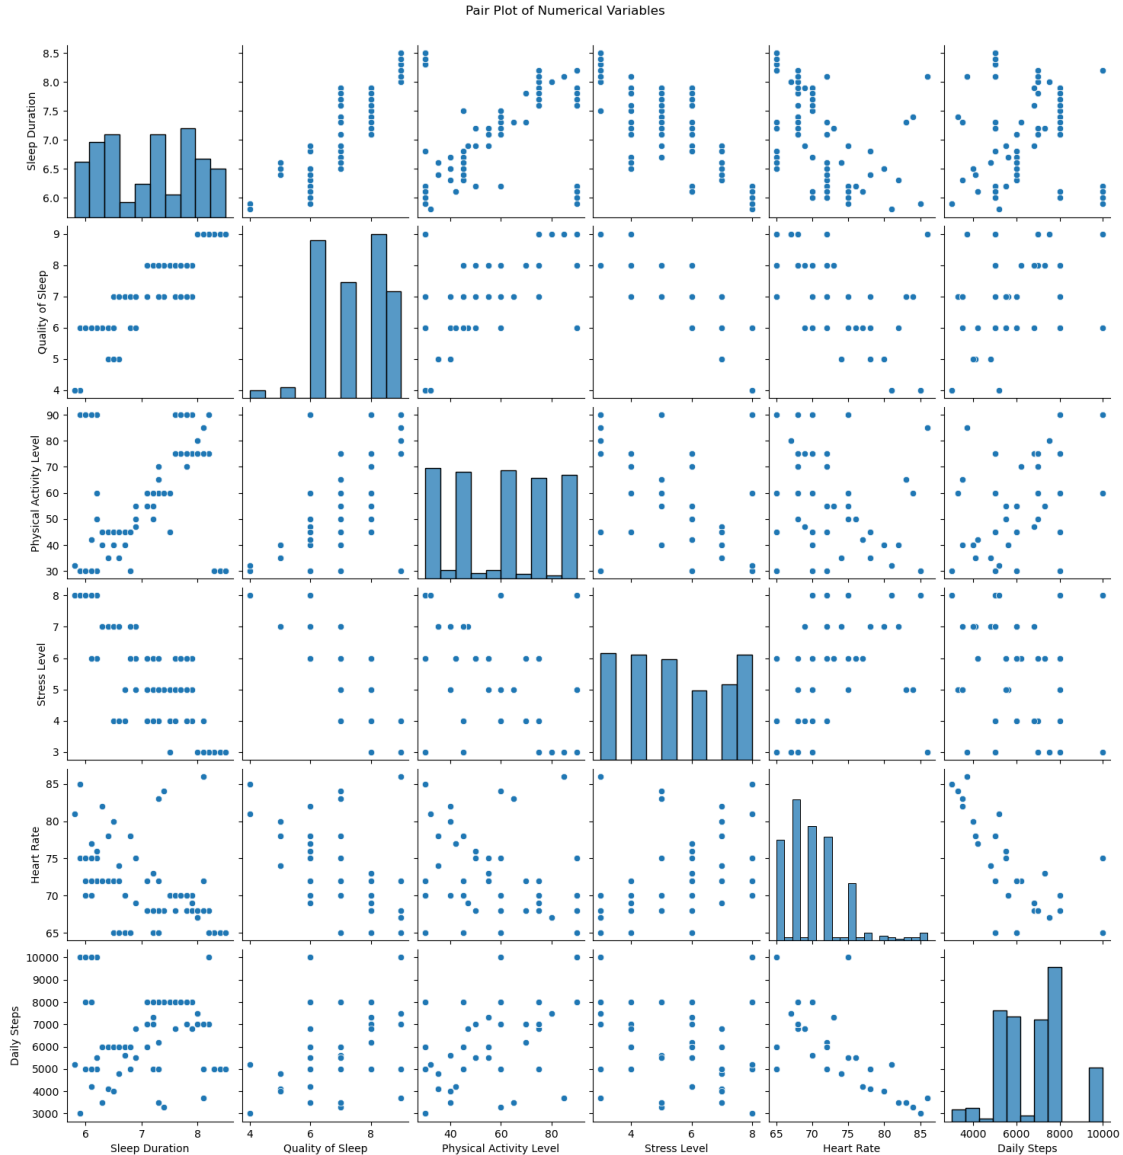 Pair Plot of Numerical Variables
Sleep Duration
8.5
8.0
7.5
7.0
6.5
6.0
Quality of Sleep
9
8
7
6
5
4
Physical Activity Level
90
80
70
60
50
40
30
Stress Level
8
7
6
5
4
3
Heart Rate
85
80
75
70
65
Daily Steps
10000
9000
8000
7000
6000
5000
4000
3000
6 7 8
4 6 8
40 60 80
4 6 8
65 70 75 80 85
4000 6000 8000 10000
Sleep Duration
Quality of Sleep
Physical Activity Level
Stress Level
Heart Rate
Daily Steps